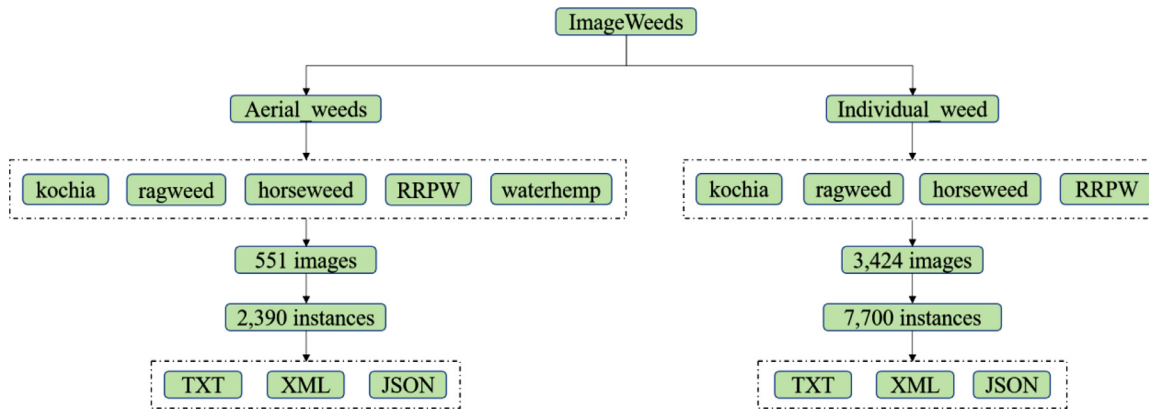 ImageWeeds
Aerial_weeds
Individual_weed
kochia ragweed horseweed RRPW waterhemp
kochia ragweed horseweed RRPW
551 images
3,424 images
2,390 instances
7,700 instances
TXT XML JSON
TXT XML JSON